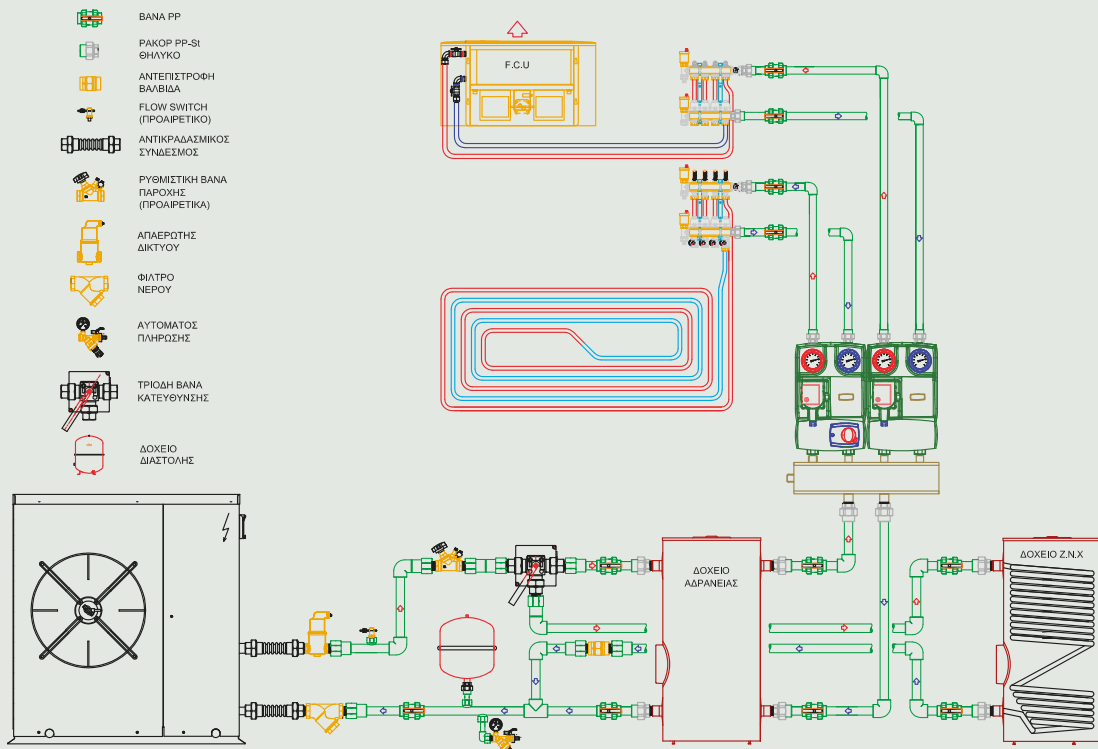 ΒΑΝΑ PP
ΡΑΚΟΡ PP-St
ΘΗΛΥΚΟ
ΑΝΤΕΠΙΣΤΡΟΦΗ
ΒΑΛΒΙΔΑ
FLOW SWITCH
(ΠΡΟΑΙΡΕΤΙΚΟ)
ΑΝΤΙΚΡΑΔΑΣΜΙΚΟΣ
ΣΥΝΔΕΣΜΟΣ
ΡΥΘΜΙΣΤΙΚΗ ΒΑΝΑ
ΠΑΡΟΧΗΣ
(ΠΡΟΑΙΡΕΤΙΚΑ)
ΑΠΑΕΡΩΤΗΣ
ΔΙΚΤΥΟΥ
ΦΙΛΤΡΟ
ΝΕΡΟΥ
ΑΥΤΟΜΑΤΟΣ
ΠΛΗΡΩΣΗΣ
ΤΡΙΟΔΗ ΒΑΝΑ
ΚΑΤΕΥΘΥΝΣΗΣ
ΔΟΧΕΙΟ
ΔΙΑΣΤΟΛΗΣ
F.C.U
ΔΟΧΕΙΟ
ΑΔΡΑΝΕΙΑΣ
ΔΟΧΕΙΟ Ζ.Ν.Χ